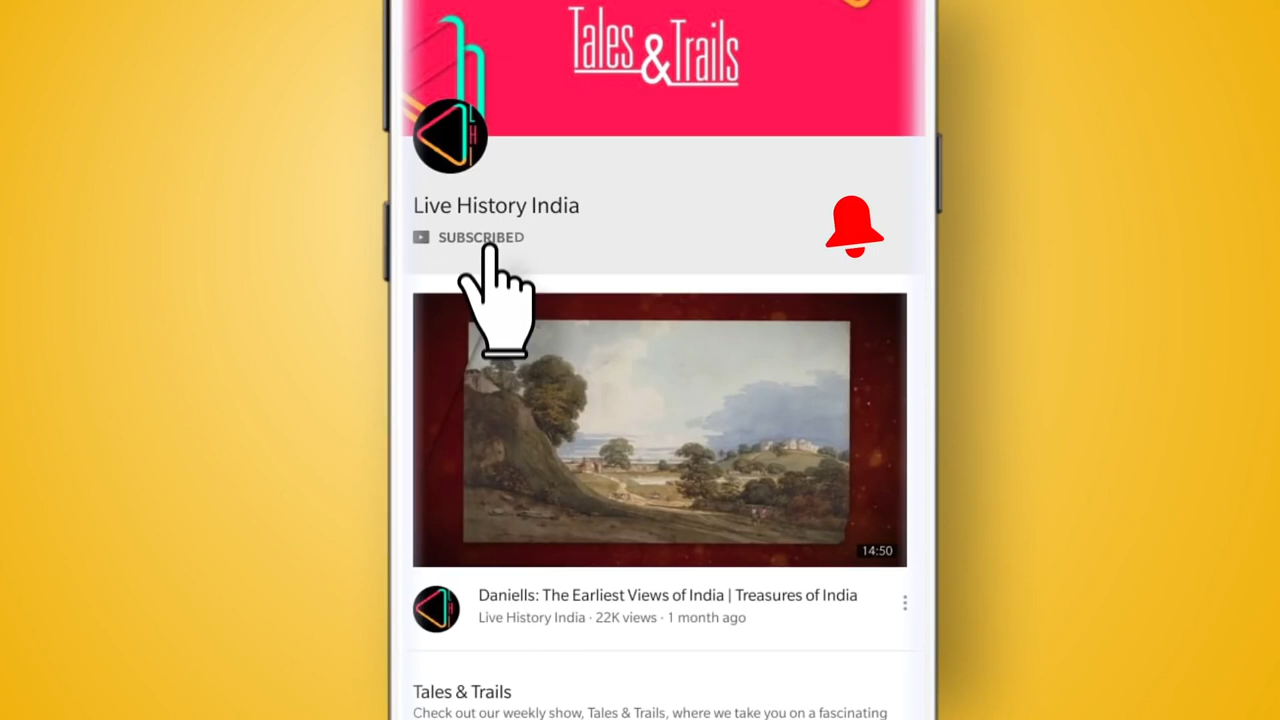 Tales & Trails
LHI
Live History India
SUBSCRIBED
14:50
Daniells: The Earliest Views of India | Treasures of India
LHI
Live History India · 22K views · 1 month ago
Tales & Trails
Check out our weekly show, Tales & Trails, where we take you on a fascinating